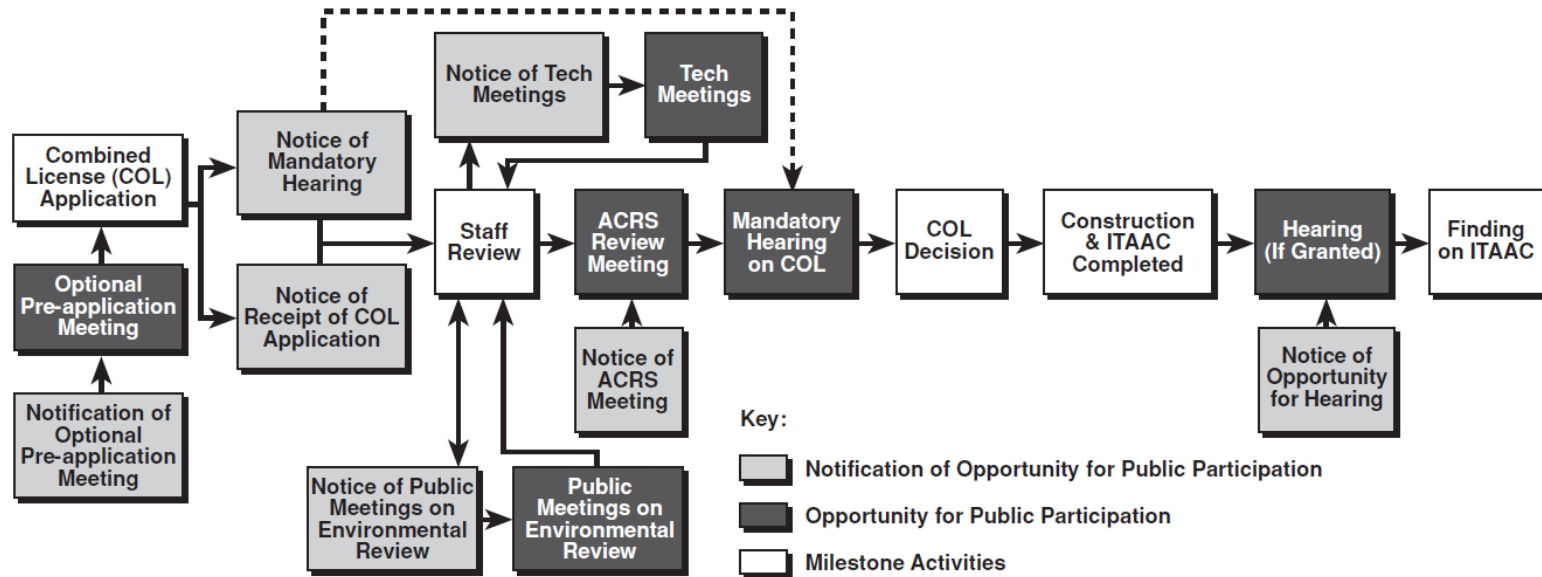 Notice of Tech
Meetings
Tech
Meetings
Combined
License (COL)
Application
Notice of
Mandatory
Hearing
Optional
Pre-application
Meeting
Notice of
Receipt of COL
Application
Notification of
Optional
Pre-application
Meeting
Staff
Review
ACRS
Review
Meeting
Mandatory
Hearing
on COL
COL
Decision
Construction
& ITAAC
Completed
Hearing
(If Granted)
Finding
on ITAAC
Notice of
ACRS
Meeting
Notice of
Opportunity
for Hearing
Notice of Public
Meetings on
Environmental
Review
Public
Meetings on
Environmental
Review
Key:
Notification of Opportunity for Public Participation
Opportunity for Public Participation
Milestone Activities